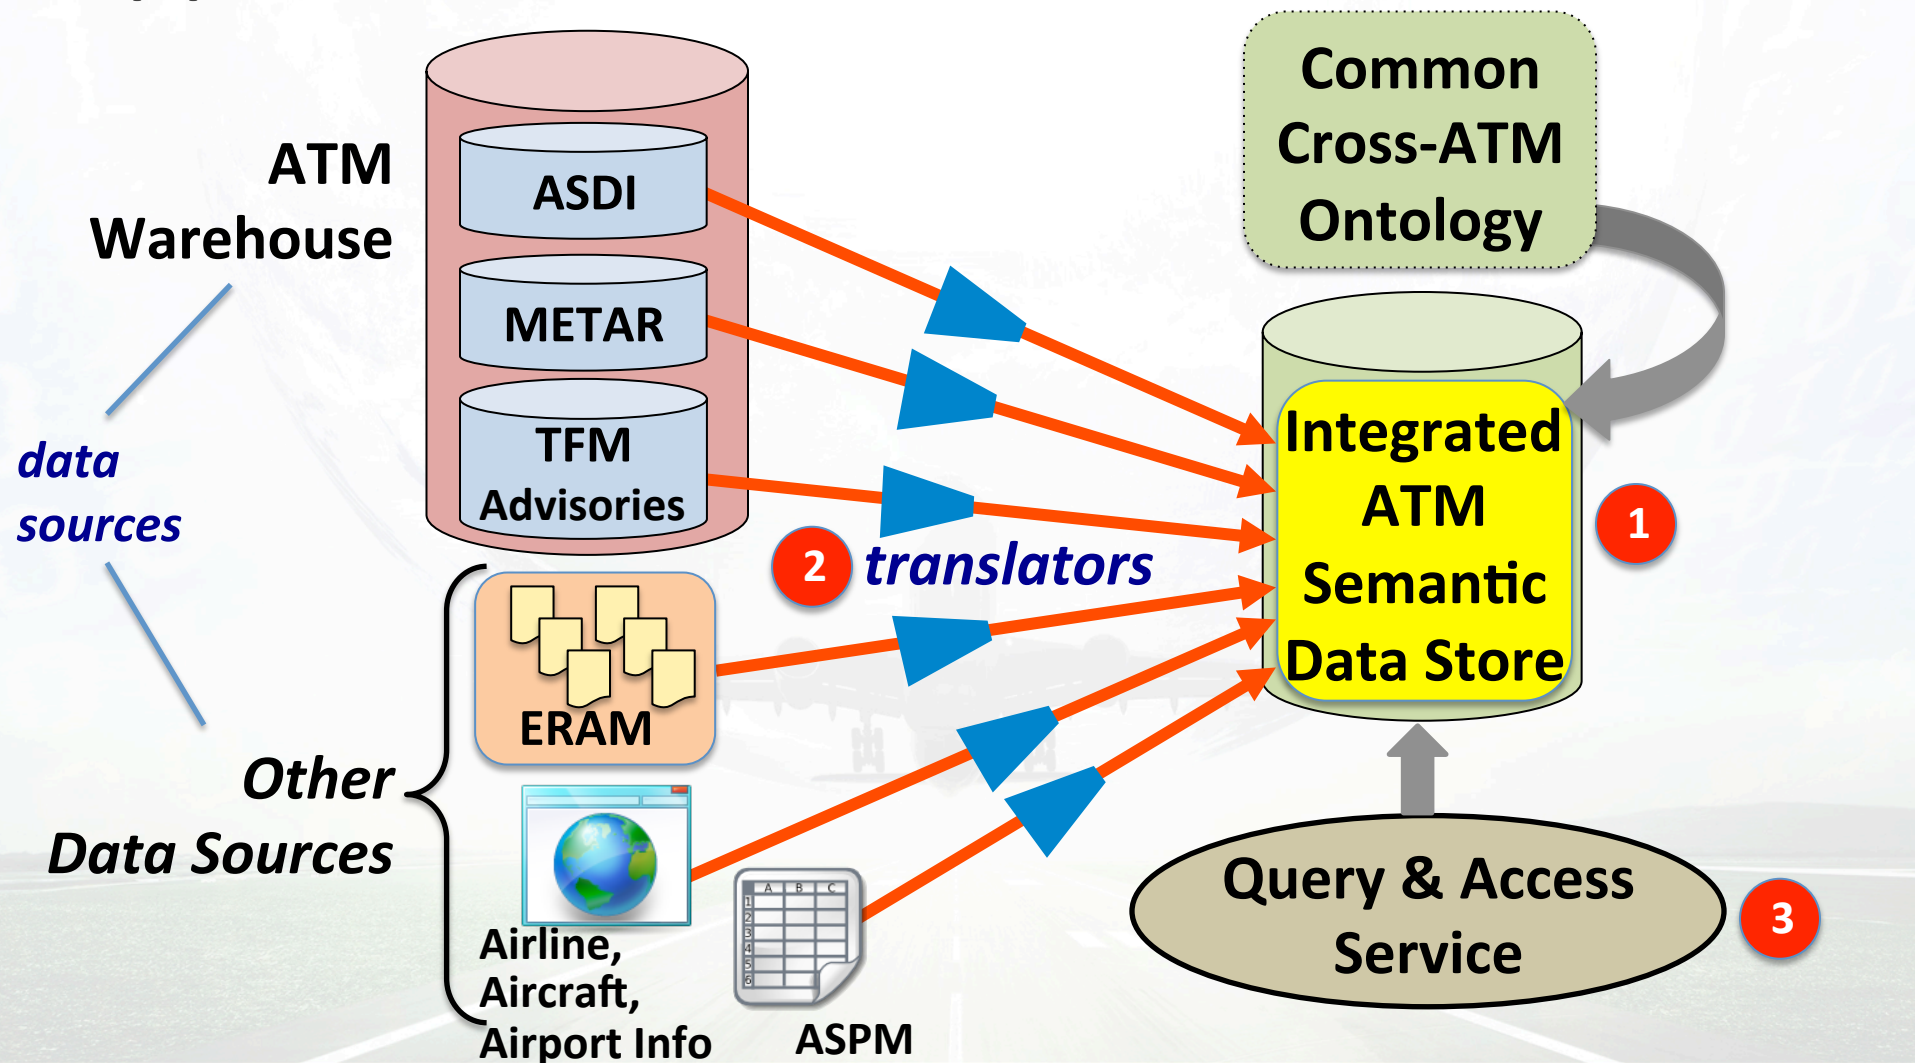 ATM
Warehouse
ASDI
METAR
TFM
Advisories
data
sources
Other
Data Sources
ERAM
Airline,
Aircraft,
Airport Info
A B C
1
2
3
4
5
6
ASPM
2 translators
Common
Cross-ATM
Ontology
Integrated
ATM
Semantic
Data Store
1
Query & Access
Service
3